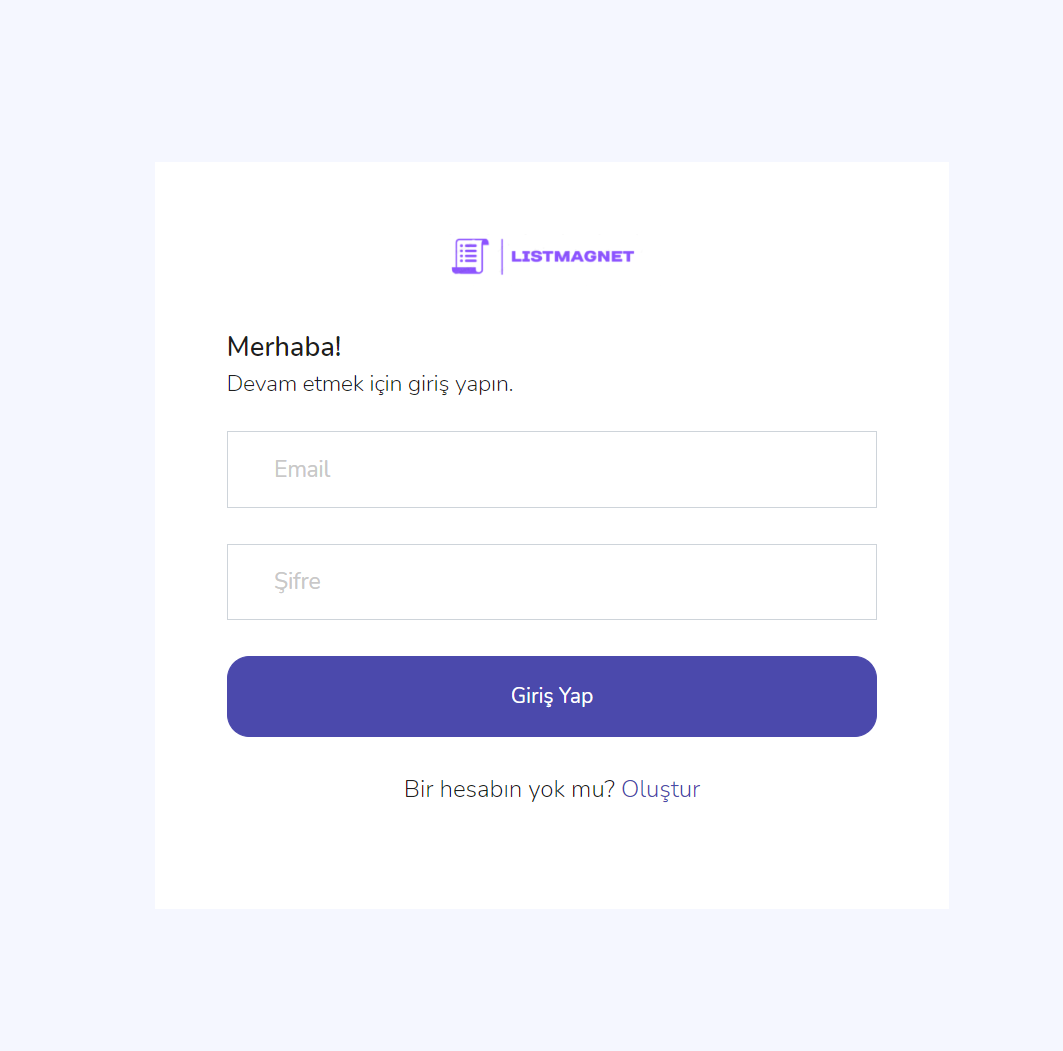 LISTMAGNET
Merhaba!
Devam etmek için giriş yapın.
Email
Şifre
Giriş Yap
Bir hesabın yok mu? Oluştur